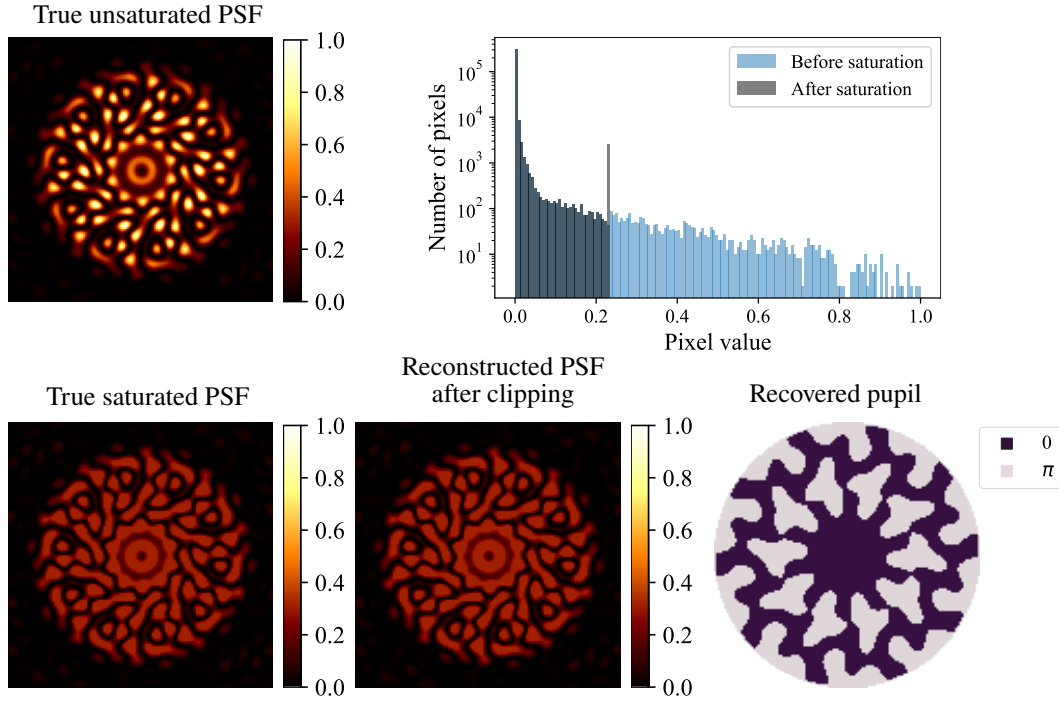 True unsaturated PSF
1.0
0.8
0.6
0.4
0.2
0.0
Number of pixels
10^5
10^4
10^3
10^2
10^1
Before saturation
After saturation
0.0 0.2 0.4 0.6 0.8 1.0
Pixel value
True saturated PSF
1.0
0.8
0.6
0.4
0.2
0.0
Reconstructed PSF
after clipping
1.0
0.8
0.6
0.4
0.2
0.0
Recovered pupil
0
π